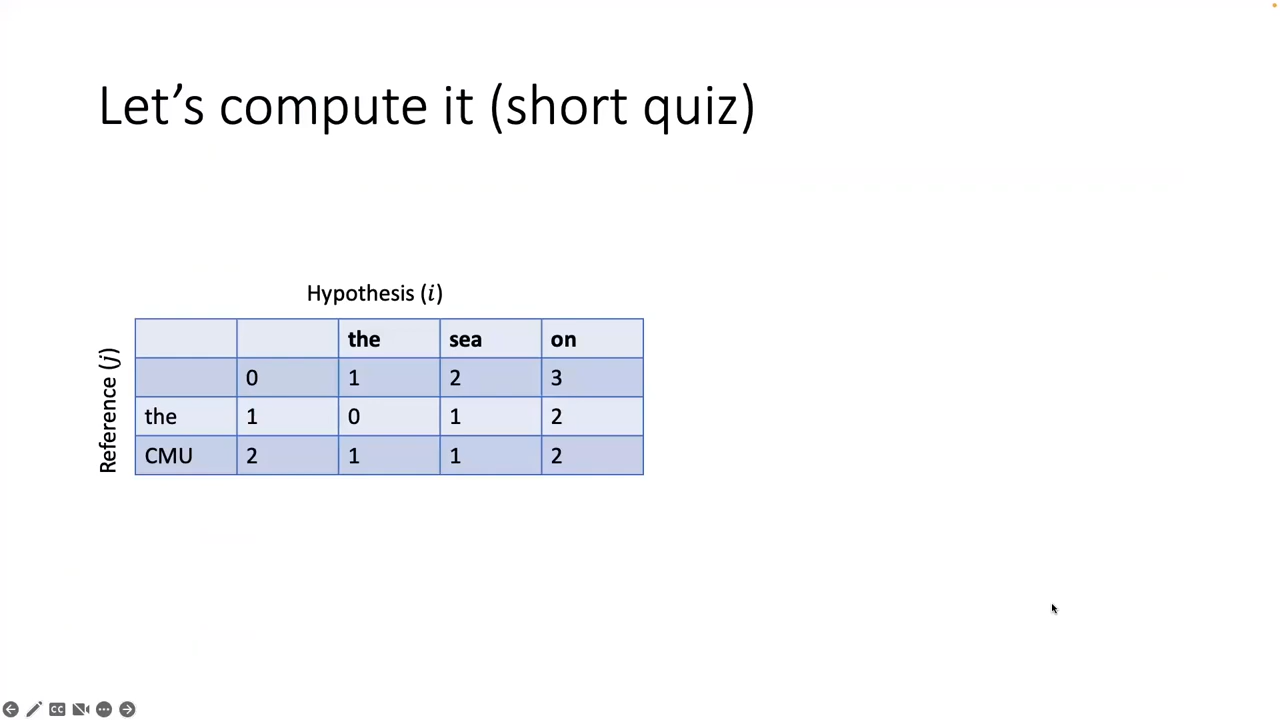 Let's compute it (short quiz)
Hypothesis (i)
Reference (j)
the sea on
0 1 2 3
the 1 0 1 2
CMU 2 1 1 2
CC